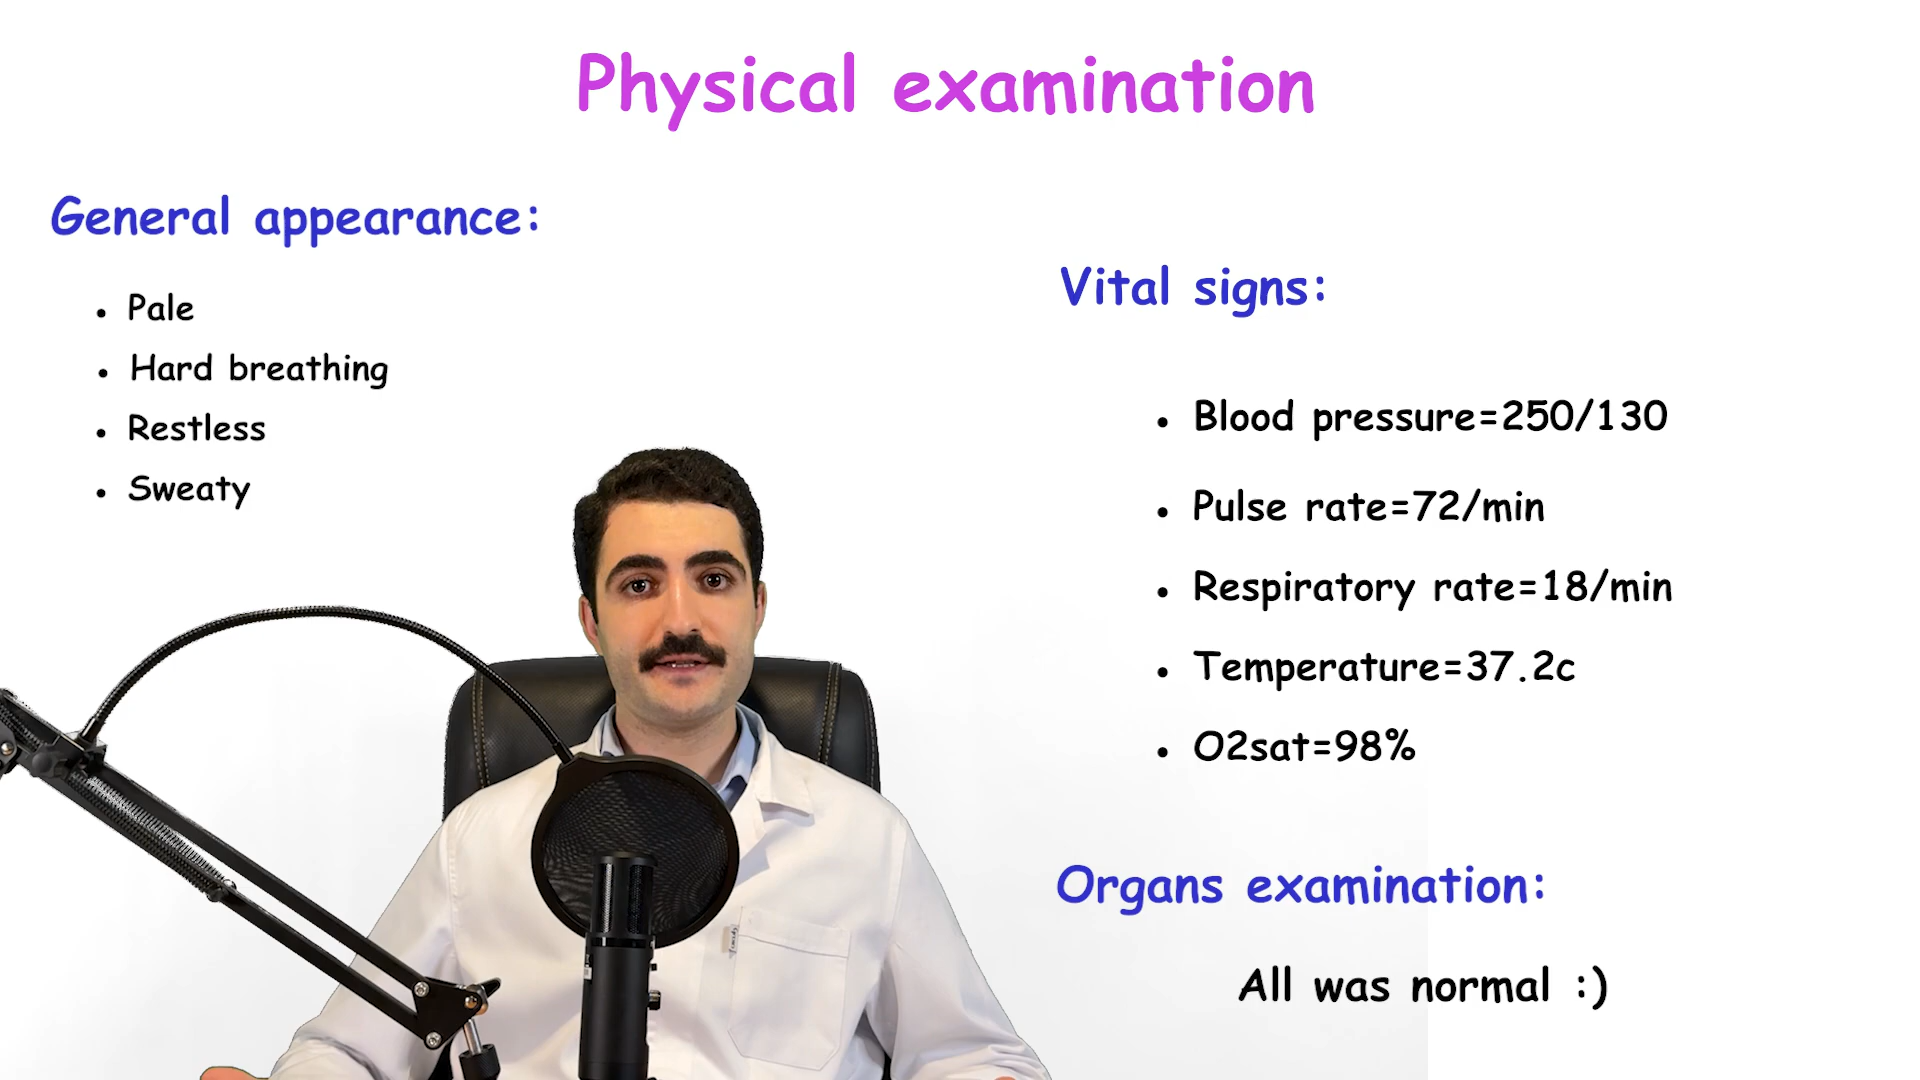 Physical examination
General appearance:
• Pale
• Hard breathing
• Restless
• Sweaty
Vital signs:
• Blood pressure=250/130
• Pulse rate=72/min
• Respiratory rate=18/min
• Temperature=37.2c
• O2sat=98%
Organs examination:
All was normal :)